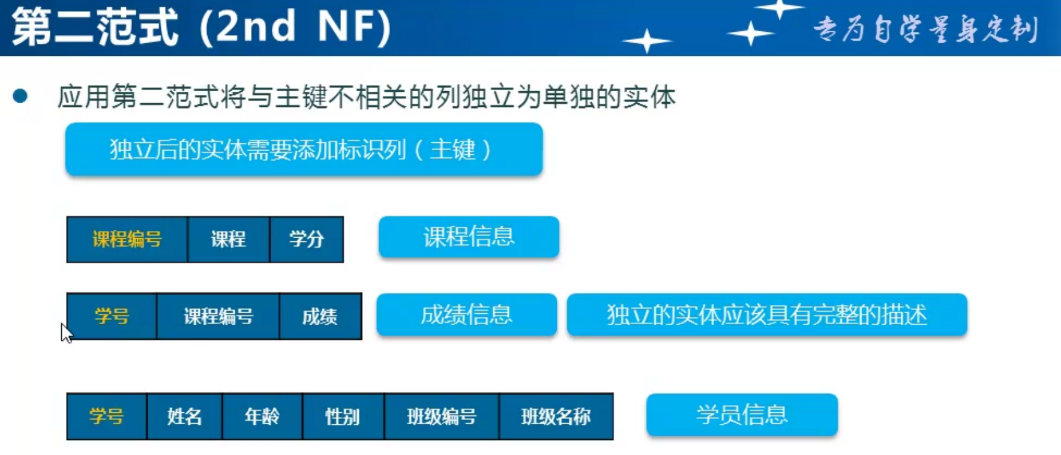 第二范式 (2nd NF)
专为自学量身定制
应用第二范式将与主键不相关的列独立为单独的实体
独立后的实体需要添加标识列（主键）
课程编号 课程 学分 课程信息
学号 课程编号 成绩 成绩信息 独立的实体应该具有完整的描述
学号 姓名 年龄 性别 班级编号 班级名称 学员信息